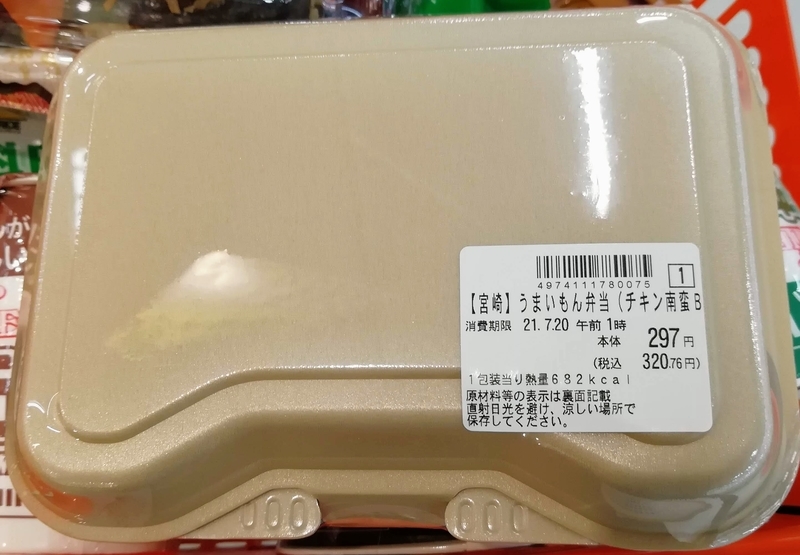 4974111780075
1
【宮崎】うまいもん弁当(チキン南蛮B
消費期限 21.7.20 午前1時
本体 297円
(税込 320.76円)
1包装当り熱量682kcal
原材料等の表示は裏面記載
直射日光を避け、涼しい場所で
保存してください。